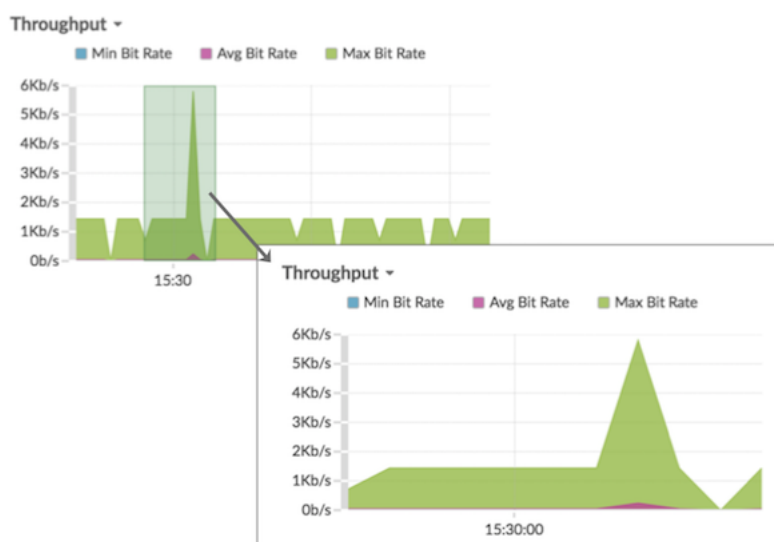 Throughput
Min Bit Rate Avg Bit Rate Max Bit Rate
6Kb/s
5Kb/s
4Kb/s
3Kb/s
2Kb/s
1Kb/s
0b/s
15:30
Throughput
Min Bit Rate Avg Bit Rate Max Bit Rate
6Kb/s
5Kb/s
4Kb/s
3Kb/s
2Kb/s
1Kb/s
0b/s
15:30:00